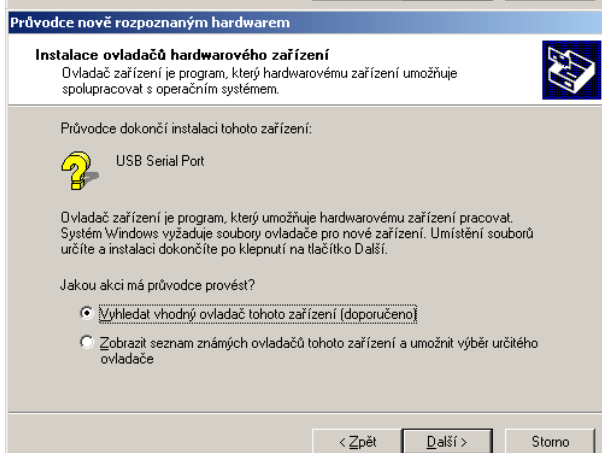 Průvodce nově rozpoznaným hardwarem
Instalace ovladačů hardwarového zařízení
Ovladač zařízení je program, který hardwarovému zařízení umožňuje
spolupracovat s operačním systémem.
Průvodce dokončí instalaci tohoto zařízení:
USB Serial Port
Ovladač zařízení je program, který umožňuje hardwarovému zařízení pracovat.
Systém Windows vyžaduje soubory ovladače pro nové zařízení. Umístění souborů
určíte a instalaci dokončíte po klepnutí na tlačítko Další.
Jakou akci má průvodce provést?
Vyhledat vhodný ovladač tohoto zařízení (doporučeno)
Zobrazit seznam známých ovladačů tohoto zařízení a umožnit výběr určitého
ovladače
< Zpět
Další >
Storno